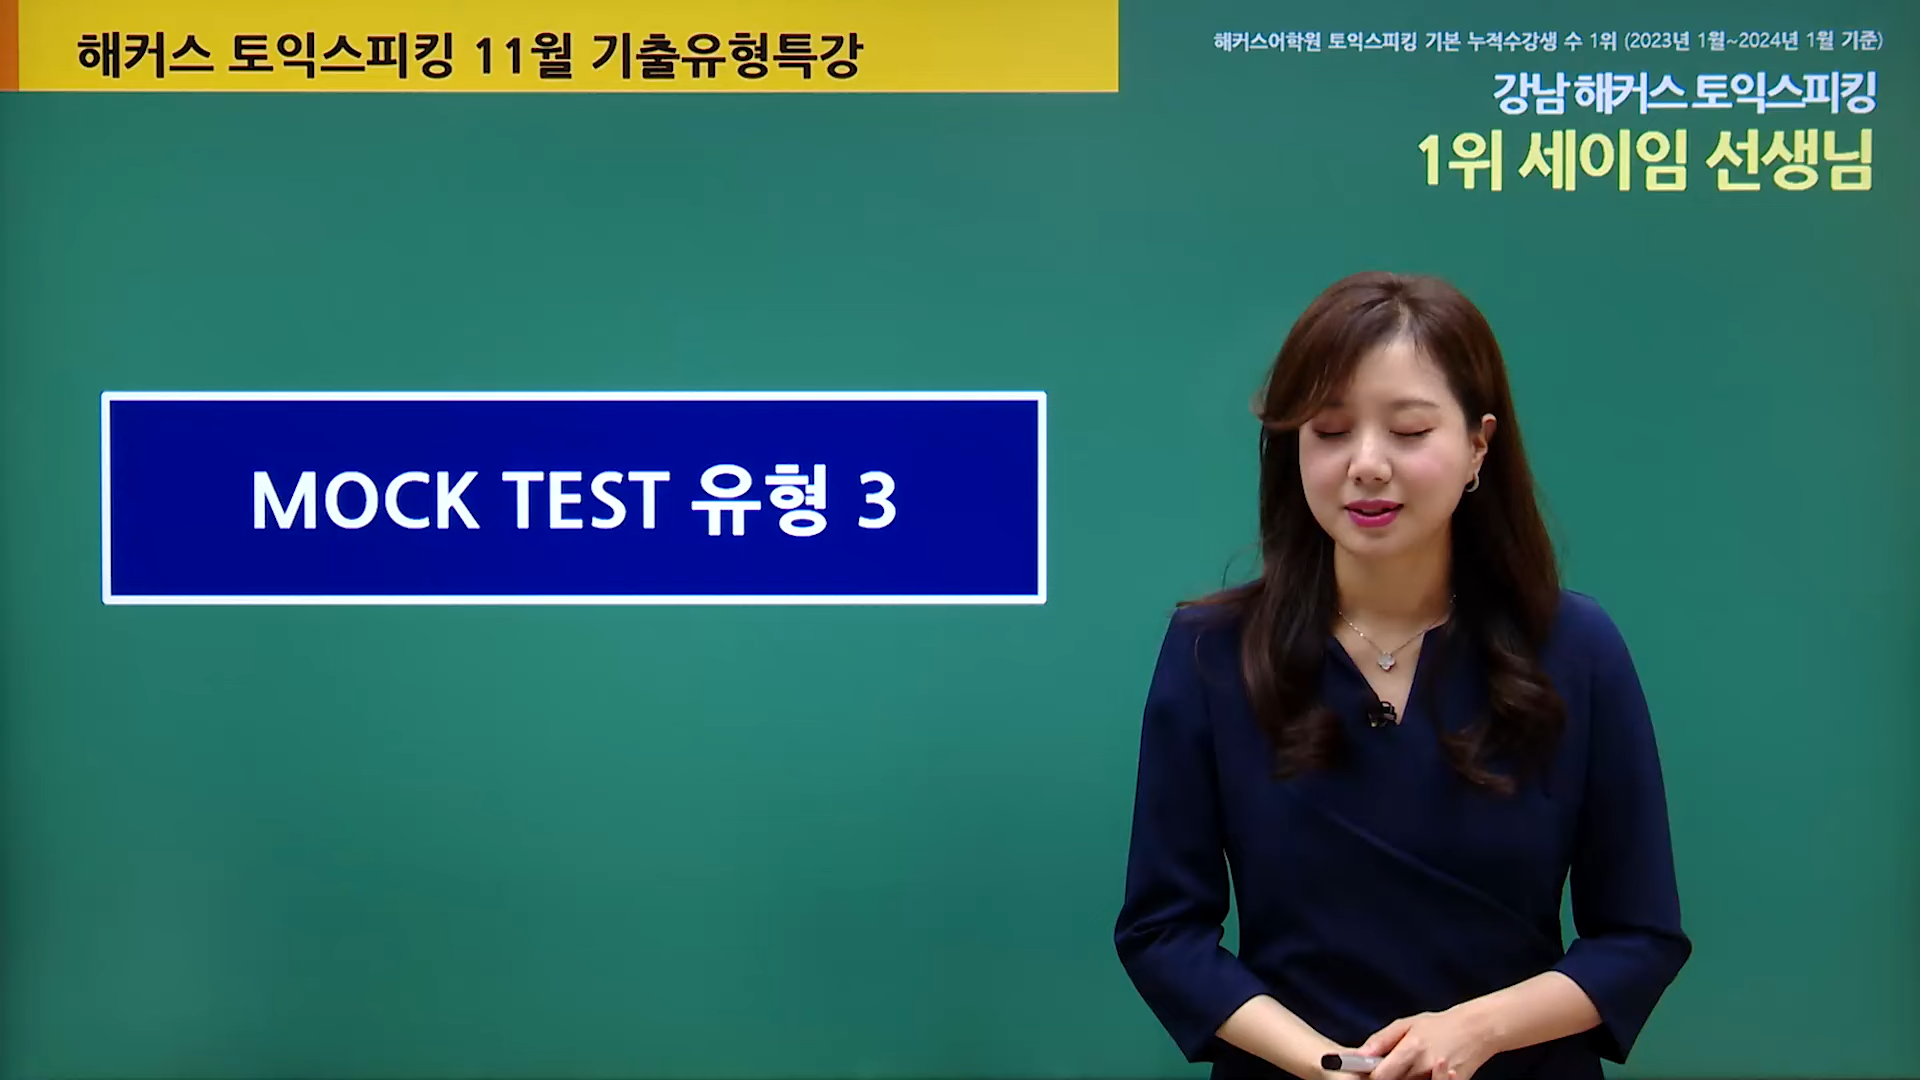 해커스 토익스피킹 11월 기출유형특강
해커스어학원 토익스피킹 기본 누적수강생 수 1위 (2023년 1월~2024년 1월 기준)
강남 해커스 토익스피킹
1위 세이임 선생님
MOCK TEST 유형 3